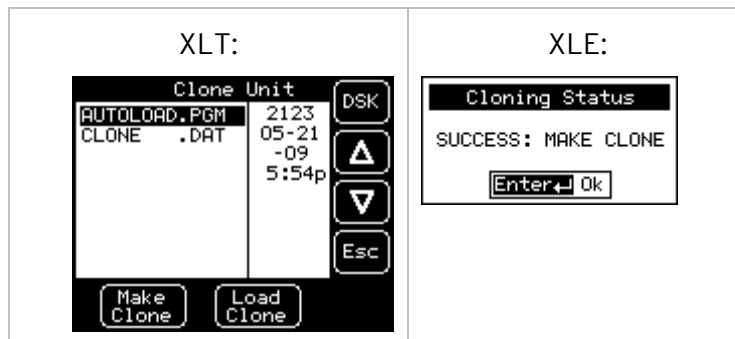 XLT:
Clone Unit
DSK
AUTOLOAD.PGM
CLONE .DAT
2123
05-21
-09
5:54p
Esc
Make
Clone
Load
Clone
XLE:
Cloning Status
SUCCESS: MAKE CLONE
Enter↵ Ok